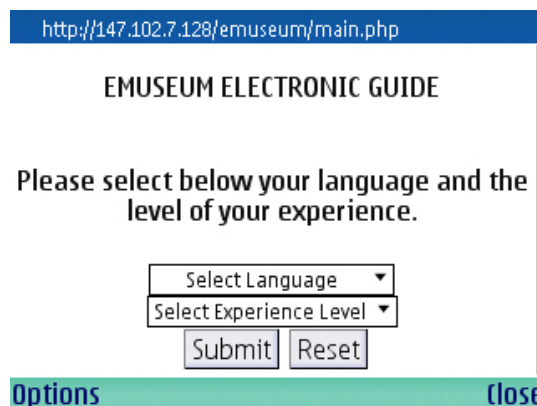 http://147.102.7.128/emuseum/main.php
EMUSEUM ELECTRONIC GUIDE
Please select below your language and the
level of your experience.
Select Language
Select Experience Level
Submit Reset
Options Close